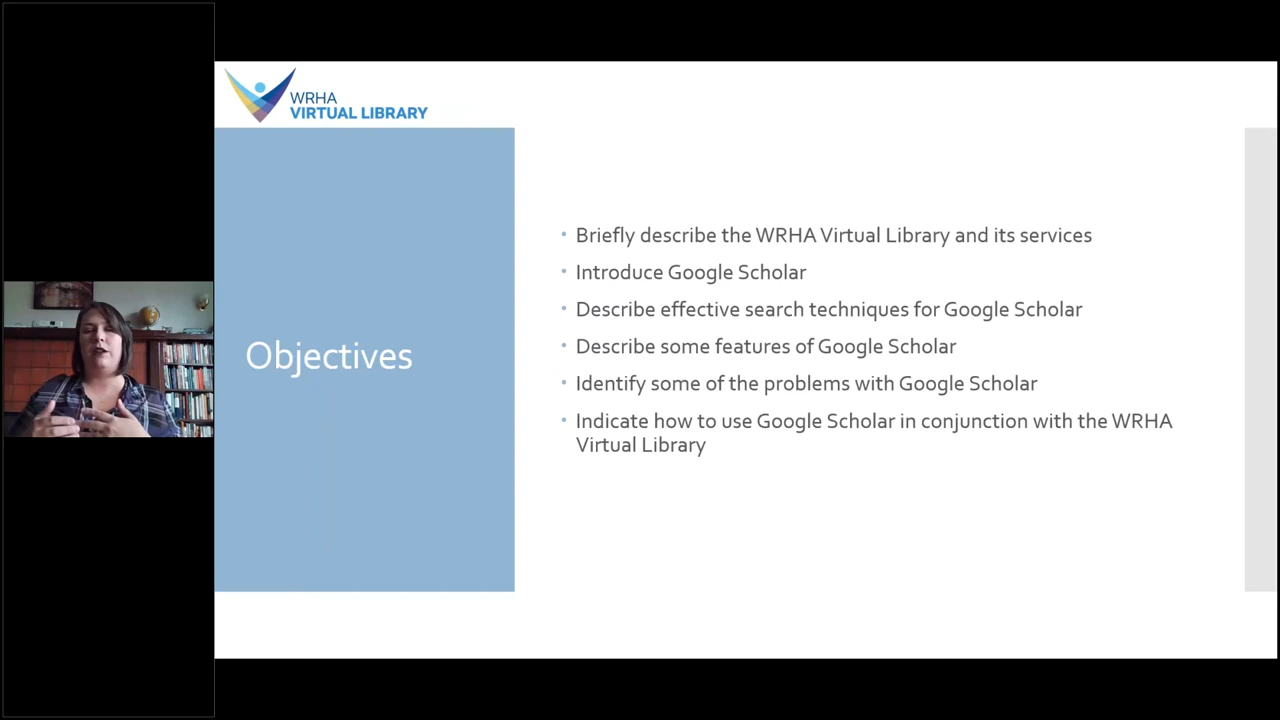 WRHA
VIRTUAL LIBRARY
Objectives
• Briefly describe the WRHA Virtual Library and its services
• Introduce Google Scholar
• Describe effective search techniques for Google Scholar
• Describe some features of Google Scholar
• Identify some of the problems with Google Scholar
• Indicate how to use Google Scholar in conjunction with the WRHA
Virtual Library